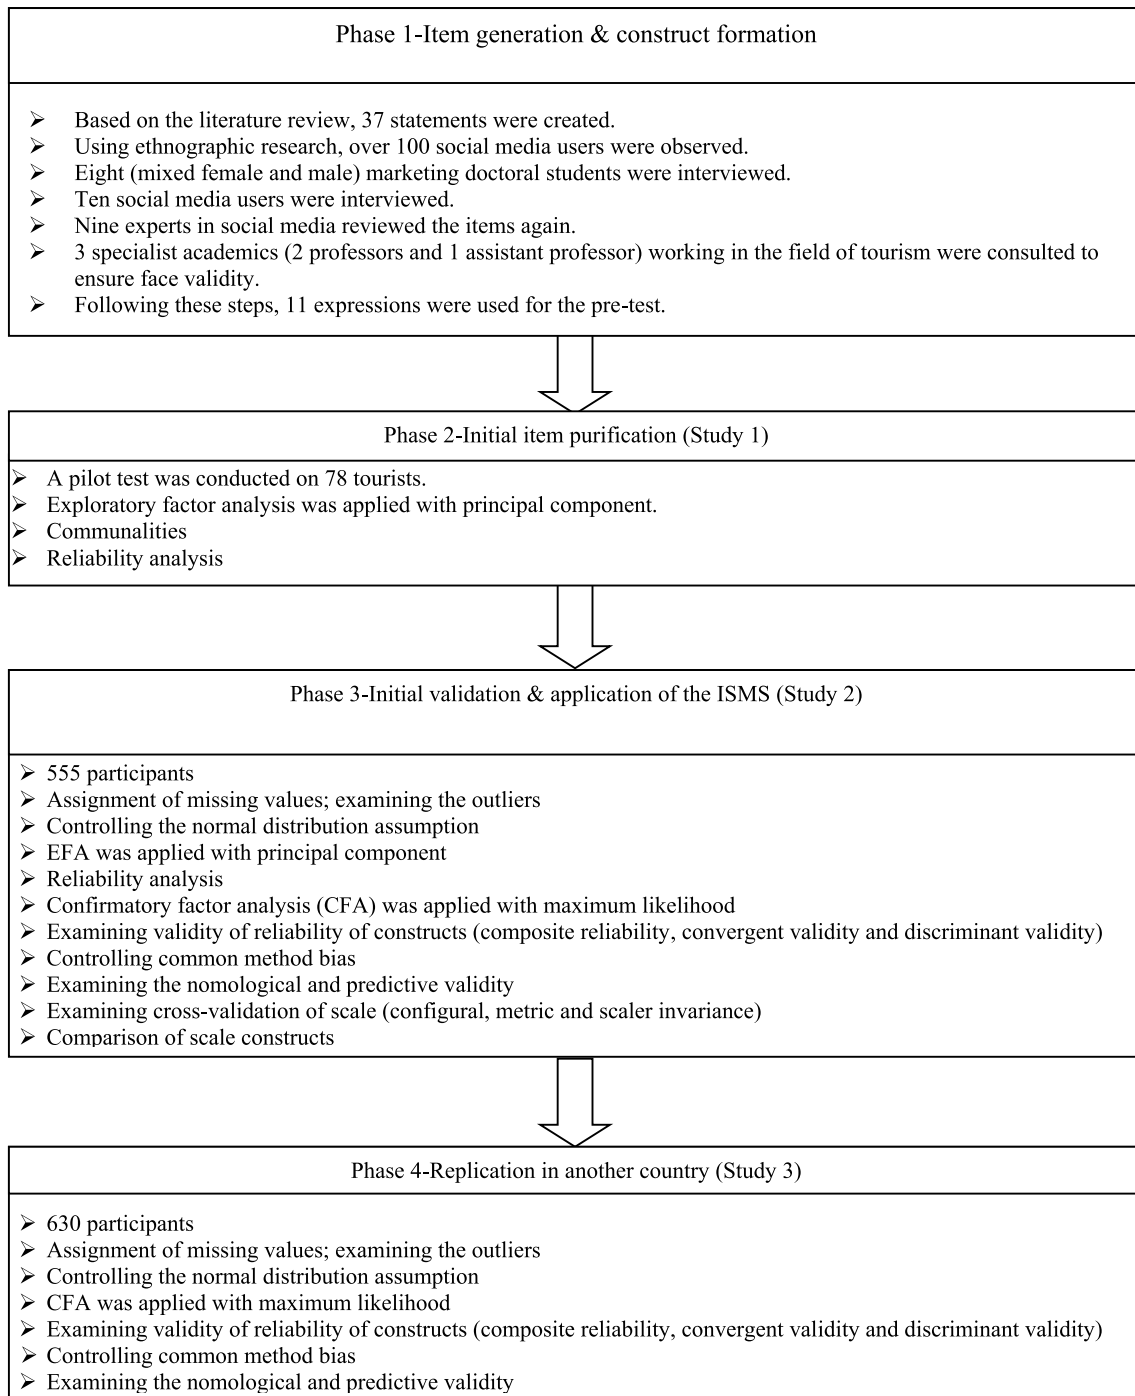 Phase 1-Item generation & construct formation
➢ Based on the literature review, 37 statements were created.
➢ Using ethnographic research, over 100 social media users were observed.
➢ Eight (mixed female and male) marketing doctoral students were interviewed.
➢ Ten social media users were interviewed.
➢ Nine experts in social media reviewed the items again.
➢ 3 specialist academics (2 professors and 1 assistant professor) working in the field of tourism were consulted to
ensure face validity.
➢ Following these steps, 11 expressions were used for the pre-test.
Phase 2-Initial item purification (Study 1)
➢ A pilot test was conducted on 78 tourists.
➢ Exploratory factor analysis was applied with principal component.
➢ Communalities
➢ Reliability analysis
Phase 3-Initial validation & application of the ISMS (Study 2)
➢ 555 participants
➢ Assignment of missing values; examining the outliers
➢ Controlling the normal distribution assumption
➢ EFA was applied with principal component
➢ Reliability analysis
➢ Confirmatory factor analysis (CFA) was applied with maximum likelihood
➢ Examining validity of reliability of constructs (composite reliability, convergent validity and discriminant validity)
➢ Controlling common method bias
➢ Examining the nomological and predictive validity
➢ Examining cross-validation of scale (configural, metric and scaler invariance)
➢ Comparison of scale constructs
Phase 4-Replication in another country (Study 3)
➢ 630 participants
➢ Assignment of missing values; examining the outliers
➢ Controlling the normal distribution assumption
➢ CFA was applied with maximum likelihood
➢ Examining validity of reliability of constructs (composite reliability, convergent validity and discriminant validity)
➢ Controlling common method bias
➢ Examining the nomological and predictive validity